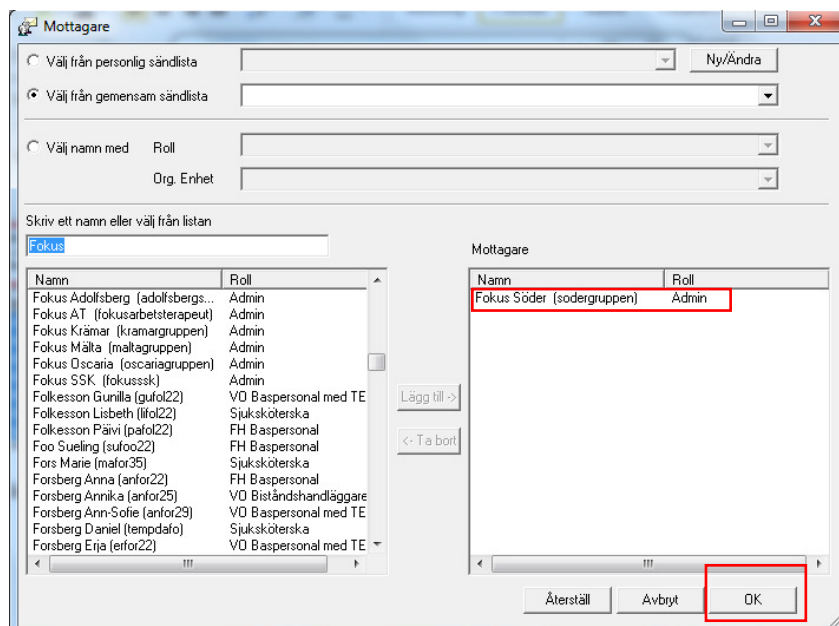 Mottagare
Välj från personlig sändlista
Ny/Ändra
Välj från gemensam sändlista
Välj namn med Roll
Org. Enhet
Skriv ett namn eller välj från listan
Fokus
Namn Roll
Fokus Adolfsberg (adolfsbergs... Admin
Fokus AT (fokusarbetsterapeut) Admin
Fokus Krämar (kramargruppen) Admin
Fokus Mälta (maltagruppen) Admin
Fokus Oscaria (oscariagruppen) Admin
Fokus SSK (fokusssk) Admin
Folkesson Gunilla (gufol22) VO Baspersonal med TE
Folkesson Lisbeth (lifol22) Sjuksköterska
Folkesson Päivi (pafol22) FH Baspersonal
Foo Sueling (sufoo22) FH Baspersonal
Fors Marie (mafor35) Sjuksköterska
Forsberg Anna (anfor22) FH Baspersonal
Forsberg Annika (anfor25) VO Biståndshandläggare
Forsberg Ann-Sofie (anfor29) VO Baspersonal med TE
Forsberg Daniel (tempdafo) Sjuksköterska
Forsberg Erja (erfor22) VO Baspersonal med TE
Lägg till ->
<- Ta bort
Mottagare
Namn Roll
Fokus Söder (sodergruppen) Admin
Återställ Avbryt OK